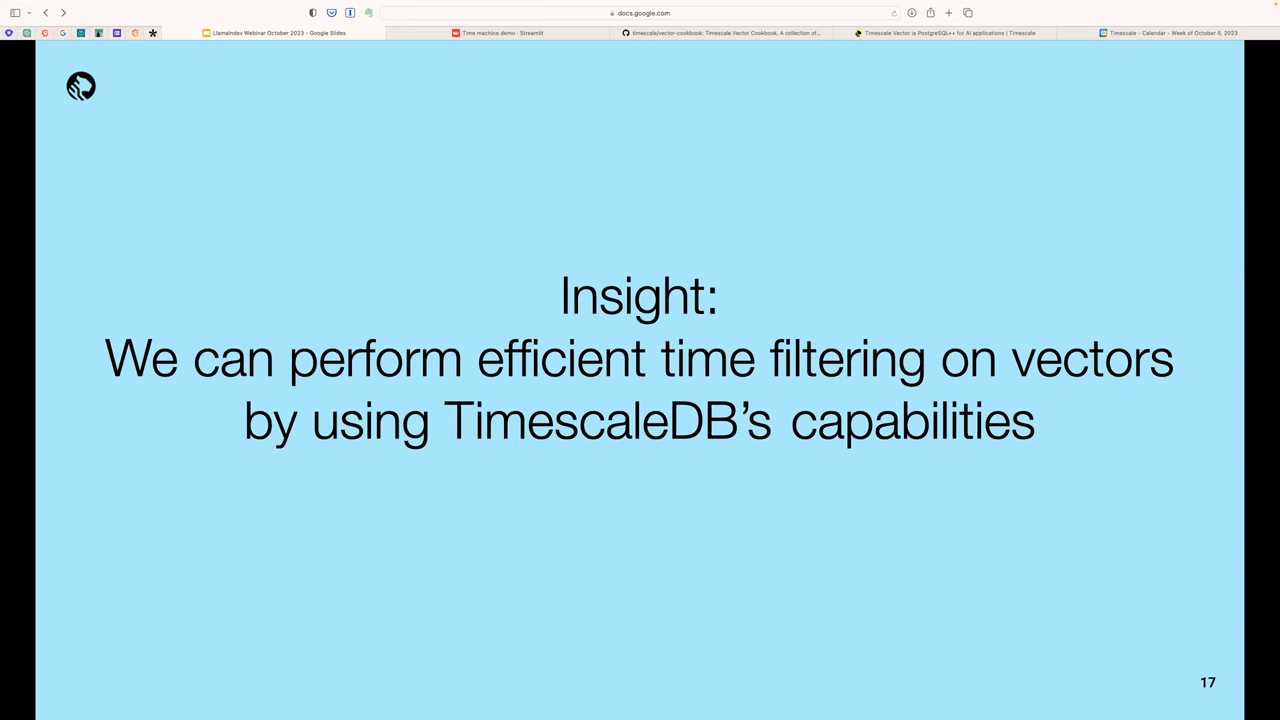 docs.google.com
LlamaIndex Webinar October 2023 - Google Slides
Time machine demo · Streamlit
timescale/vector-cookbook: Timescale Vector Cookbook. A collection of...
Timescale Vector is PostgreSQL++ for AI applications | Timescale
Timescale - Calendar - Week of October 8, 2023
Insight:
We can perform efficient time filtering on vectors
by using TimescaleDB’s capabilities
17